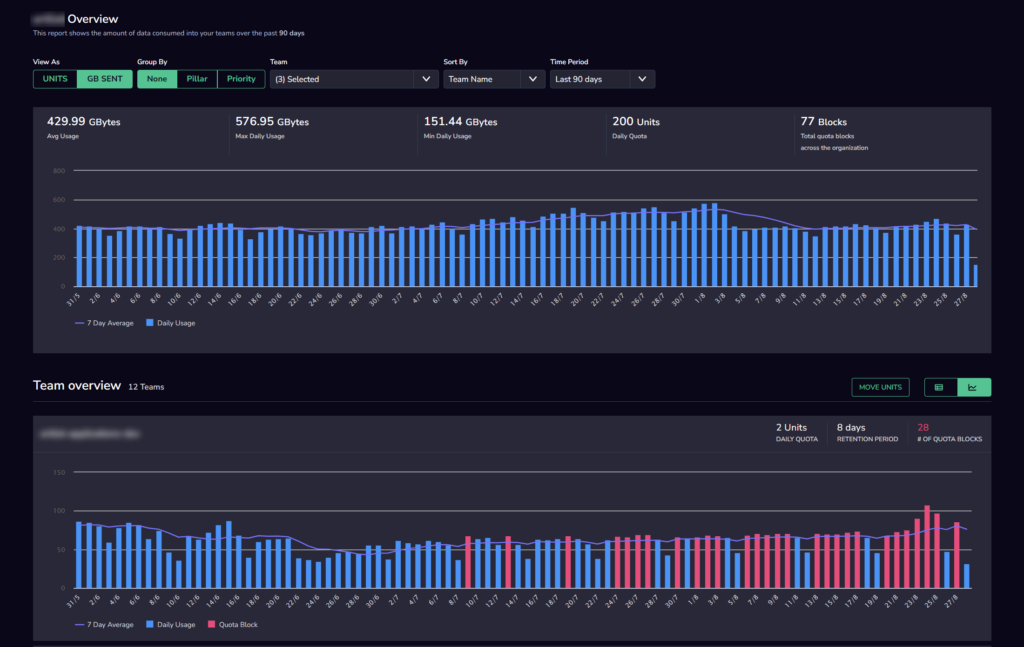 Overview
This report shows the amount of data consumed into your teams over the past 90 days
View As
Group By
Team
Sort By
Time Period
UNITS
GB SENT
None
Pillar
Priority
(3) Selected
Team Name
Last 90 days
429.99 GBytes
Avg Usage
576.95 GBytes
Max Daily Usage
151.44 GBytes
Min Daily Usage
200 Units
Daily Quota
77 Blocks
Total quota blocks
across the organization
800
600
400
200
0
31/5 2/6 4/6 6/6 8/6 10/6 12/6 14/6 16/6 18/6 20/6 22/6 24/6 26/6 28/6 30/6 2/7 4/7 6/7 8/7 10/7 12/7 14/7 16/7 18/7 20/7 22/7 24/7 26/7 28/7 30/7 1/8 3/8 5/8 7/8 9/8 11/8 13/8 15/8 17/8 19/8 21/8 23/8 25/8 27/8
7 Day Average
Daily Usage
Team overview 12 Teams
MOVE UNITS
2 Units
DAILY QUOTA
8 days
RETENTION PERIOD
28
# OF QUOTA BLOCKS
150
100
50
0
31/5 2/6 4/6 6/6 8/6 10/6 12/6 14/6 16/6 18/6 20/6 22/6 24/6 26/6 28/6 30/6 2/7 4/7 6/7 8/7 10/7 12/7 14/7 16/7 18/7 20/7 22/7 24/7 26/7 28/7 30/7 1/8 3/8 5/8 7/8 9/8 11/8 13/8 15/8 17/8 19/8 21/8 23/8 25/8 27/8
7 Day Average
Daily Usage
Quota Block